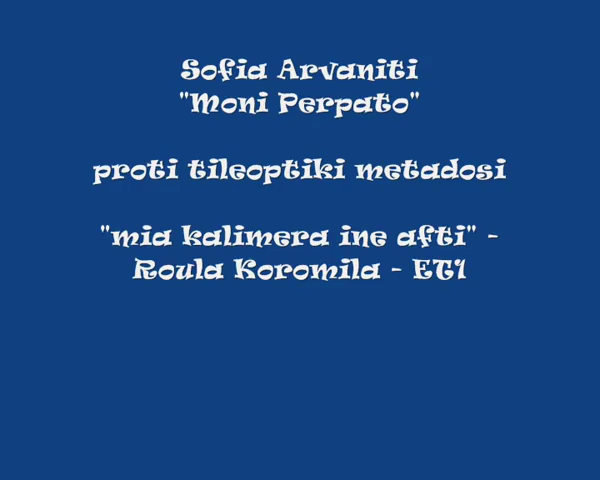 Sofia Arvaniti
"Moni Perpato"
proti tileoptiki metadosi
"mia kalimera ine afti" -
Roula Koromila - ET1